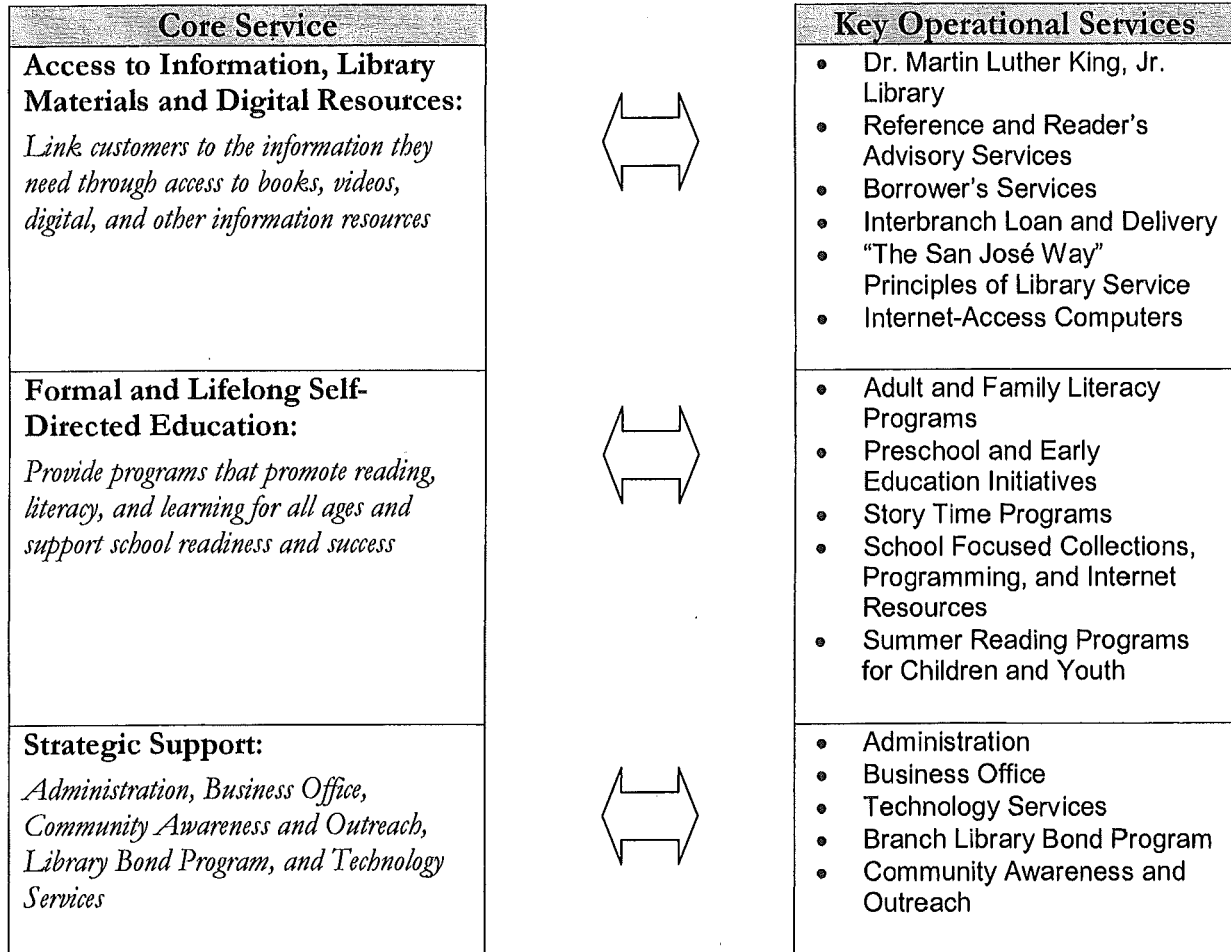 Core Service
Access to Information, Library
Materials and Digital Resources:
Link customers to the information they
need through access to books, videos,
digital, and other information resources
Formal and Lifelong Self-
Directed Education:
Provide programs that promote reading,
literacy, and learning for all ages and
support school readiness and success
Strategic Support:
Administration, Business Office,
Community Awareness and Outreach,
Library Bond Program, and Technology
Services
Key Operational Services
• Dr. Martin Luther King, Jr.
Library
• Reference and Reader's
Advisory Services
• Borrower's Services
• Interbranch Loan and Delivery
• "The San José Way"
Principles of Library Service
• Internet-Access Computers
• Adult and Family Literacy
Programs
• Preschool and Early
Education Initiatives
• Story Time Programs
• School Focused Collections,
Programming, and Internet
Resources
• Summer Reading Programs
for Children and Youth
• Administration
• Business Office
• Technology Services
• Branch Library Bond Program
• Community Awareness and
Outreach